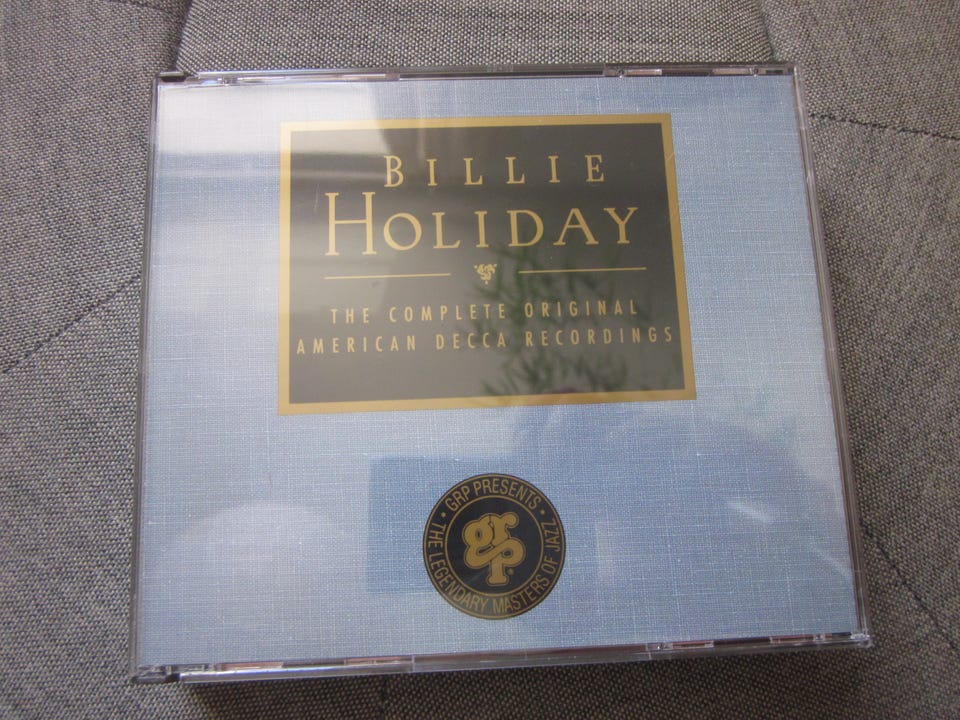 BILLIE
HOLIDAY
THE COMPLETE ORIGINAL
AMERICAN DECCA RECORDINGS
GRP PRESENTS
THE LEGENDARY MASTERS OF JAZZ
grp